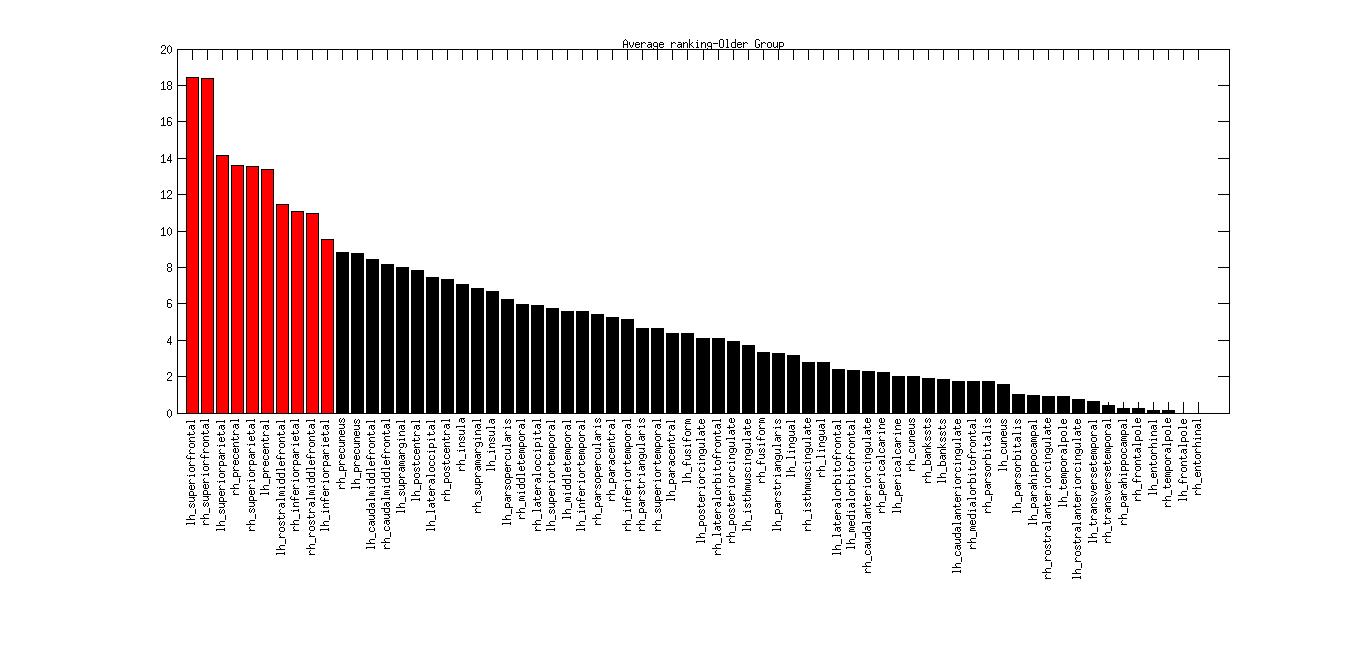 Average ranking-Older Group
20
18
16
14
12
10
8
6
4
2
0
lh_superiorfrontal
rh_superiorfrontal
lh_superiorparietal
rh_precentral
rh_superiorparietal
lh_precentral
lh_rostralmiddlefrontal
rh_inferiorparietal
rh_rostralmiddlefrontal
lh_inferiorparietal
rh_precuneus
lh_precuneus
lh_caudalmiddlefrontal
rh_caudalmiddlefrontal
lh_supramarginal
lh_postcentral
lh_lateraloccipital
rh_postcentral
rh_insula
rh_supramarginal
lh_insula
lh_parsopercularis
rh_middletemporal
rh_lateraloccipital
lh_superiortemporal
lh_middletemporal
lh_inferiortemporal
rh_parsopercularis
rh_paracentral
rh_inferiortemporal
rh_parstriangularis
rh_superiortemporal
lh_paracentral
lh_fusiform
lh_posteriorcingulate
rh_lateralorbitofrontal
rh_posteriorcingulate
lh_isthmuscingulate
rh_fusiform
lh_parstriangularis
lh_lingual
rh_isthmuscingulate
rh_lingual
lh_lateralorbitofrontal
lh_medialorbitofrontal
rh_caudalanteriorcingulate
rh_pericalcarine
lh_pericalcarine
rh_cuneus
rh_bankssts
lh_bankssts
lh_caudalanteriorcingulate
rh_medialorbitofrontal
rh_parsorbitalis
lh_cuneus
lh_parsorbitalis
lh_parahippocampal
rh_rostralanteriorcingulate
lh_temporalpole
lh_rostralanteriorcingulate
lh_transversetemporal
rh_transversetemporal
rh_parahippocampal
rh_frontalpole
lh_entorhinal
rh_temporalpole
lh_frontalpole
rh_entorhinal